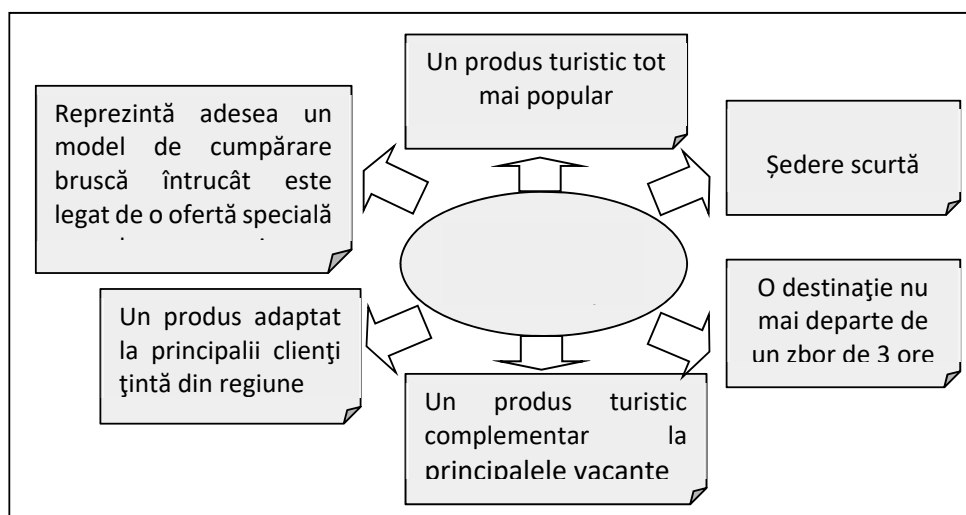 Un produs turistic tot
mai popular
Reprezintă adesea un
model de cumpărare
bruscă întrucât este
legat de o ofertă specială
Ședere scurtă
O destinaţie nu
mai departe de
un zbor de 3 ore
Un produs adaptat
la principalii clienţi
ţintă din regiune
Un produs turistic
complementar la
principalele vacanţe